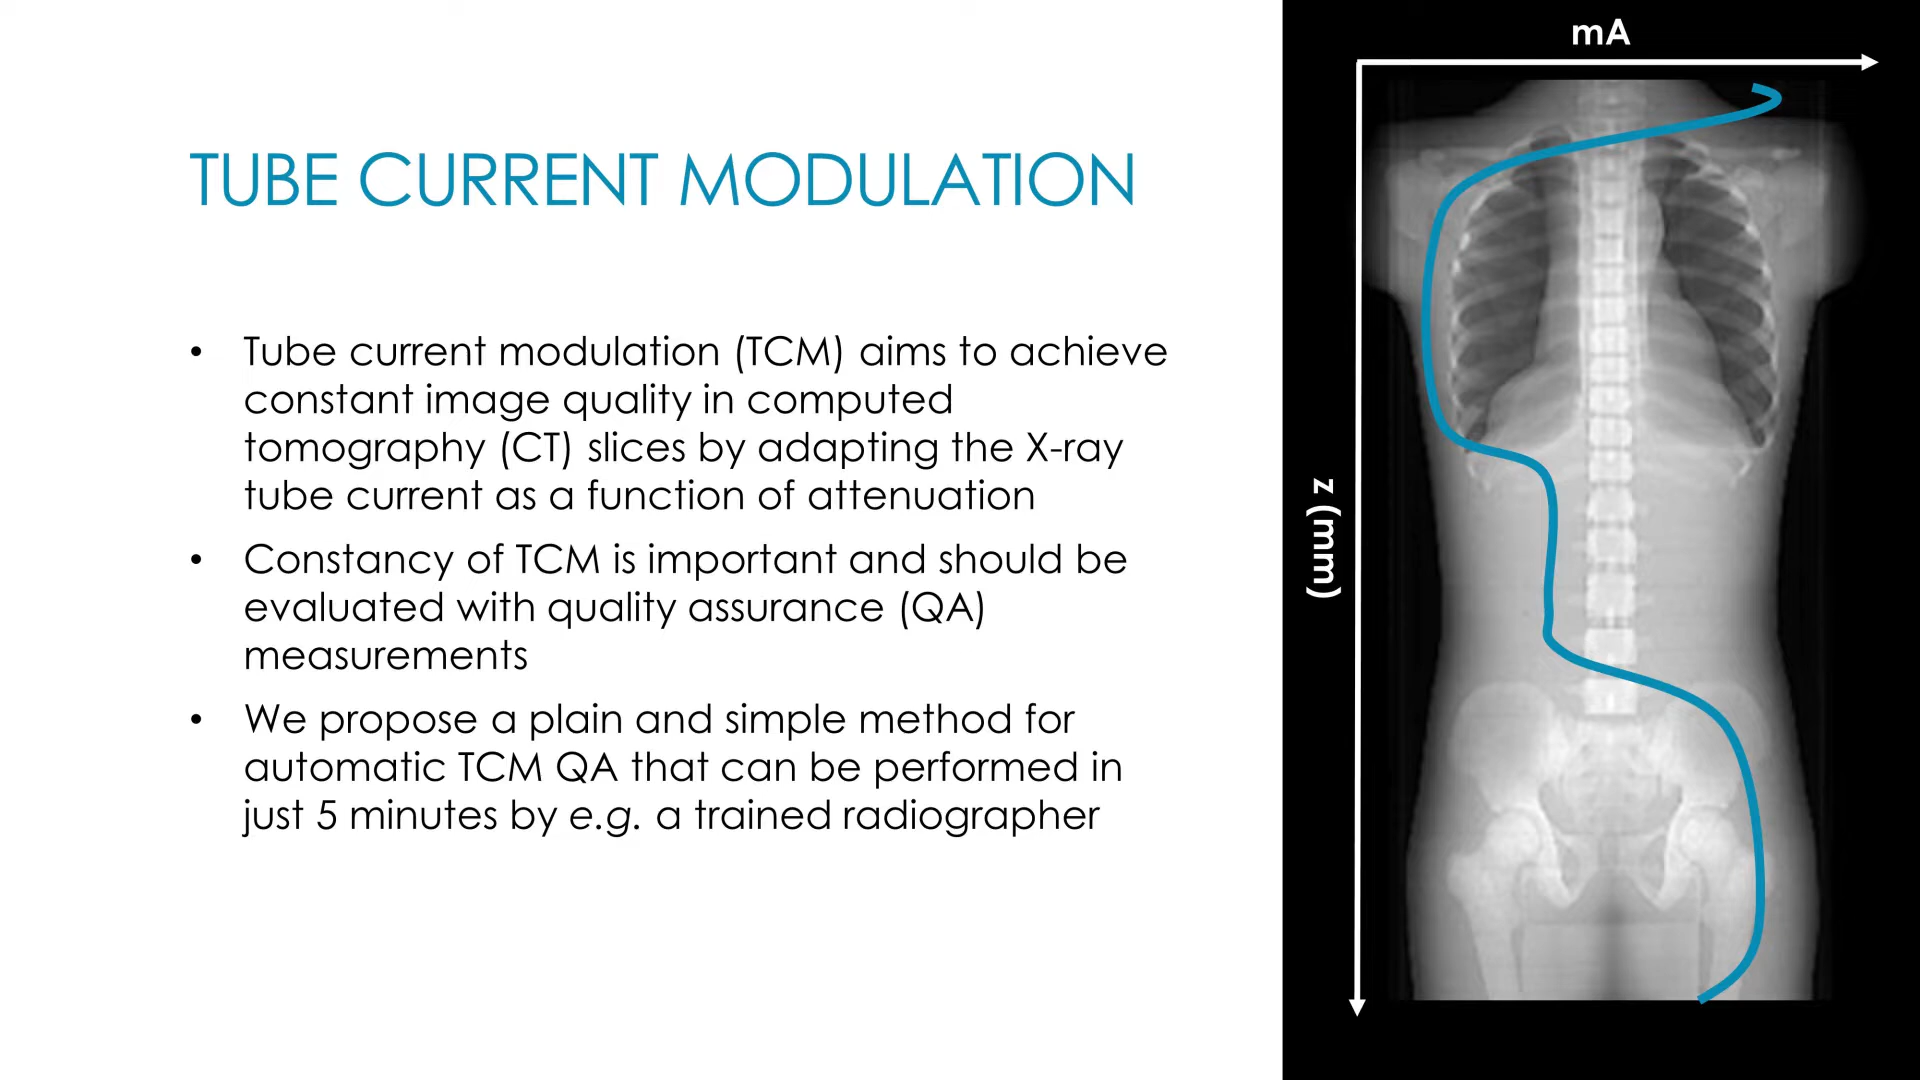 TUBE CURRENT MODULATION
• Tube current modulation (TCM) aims to achieve
constant image quality in computed
tomography (CT) slices by adapting the X-ray
tube current as a function of attenuation
• Constancy of TCM is important and should be
evaluated with quality assurance (QA)
measurements
• We propose a plain and simple method for
automatic TCM QA that can be performed in
just 5 minutes by e.g. a trained radiographer
mA
z (mm)